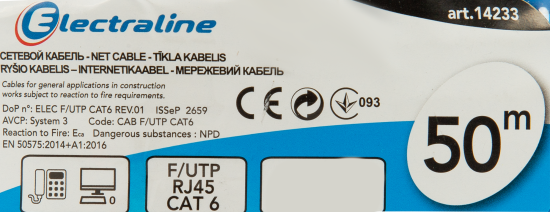 Electraline
art.14233
СЕТЕВОЙ КАБЕЛЬ - NET CABLE - TĪKLA KABELIS
RYŠIO KABELIS – INTERNETIKAABEL - МЕРЕЖЕВИЙ КАБЕЛЬ
Cables for general applications in construction
works subject to reaction to fire requirements.
DoP n°: ELEC F/UTP CAT6 REV.01 ISSeP 2659
AVCP: System 3 Code: CAB F/UTP CAT6
Reaction to Fire: Eca Dangerous substances : NPD
EN 50575:2014+A1:2016
CE EAC 093
50m
F/UTP
RJ45
CAT 6